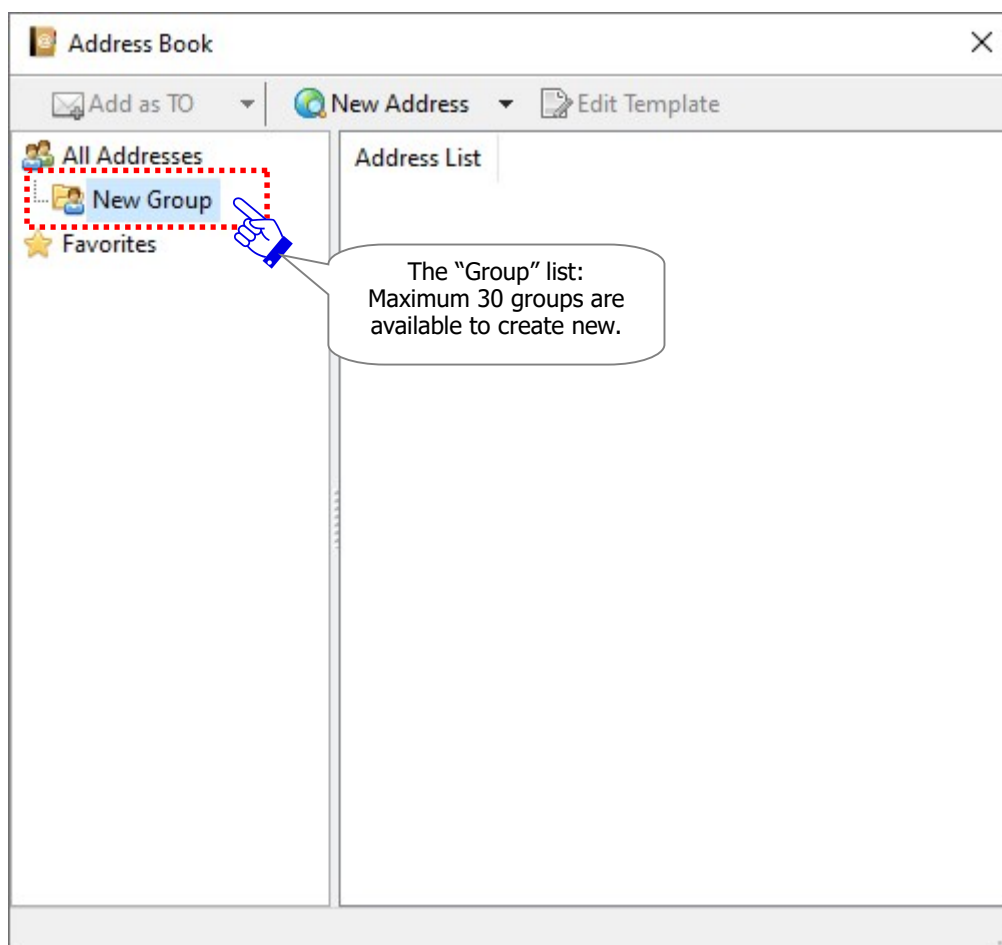 Address Book
Add as TO New Address Edit Template
All Addresses Address List
New Group
Favorites
The “Group” list:
Maximum 30 groups are
available to create new.